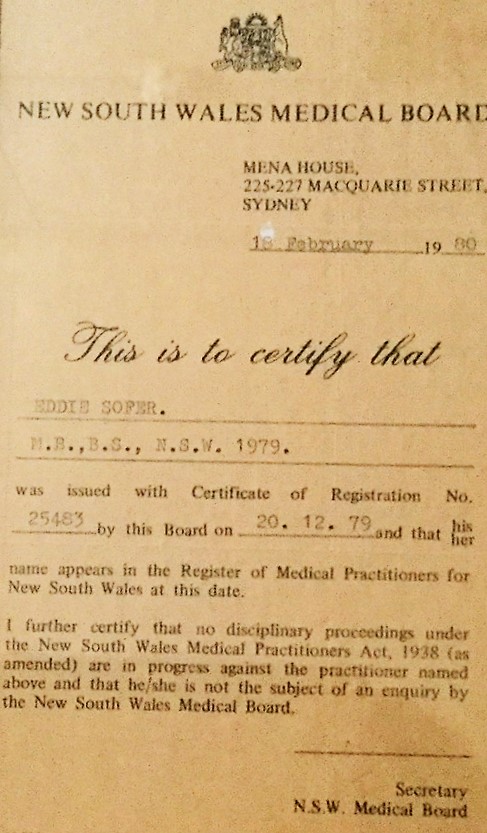 NEW SOUTH WALES MEDICAL BOARD
MENA HOUSE,
225-227 MACQUARIE STREET,
SYDNEY
18 February 19 80
This is to certify that
EDDIE SOFER.
M.B.,B.S., N.S.W. 1979.
was issued with Certificate of Registration No.
25483 by this Board on 20. 12. 79 and that his
her
name appears in the Register of Medical Practitioners for
New South Wales at this date.
I further certify that no disciplinary proceedings under
the New South Wales Medical Practitioners Act, 1938 (as
amended) are in progress against the practitioner named
above and that he/she is not the subject of an enquiry by
the New South Wales Medical Board.
Secretary
N.S.W. Medical Board